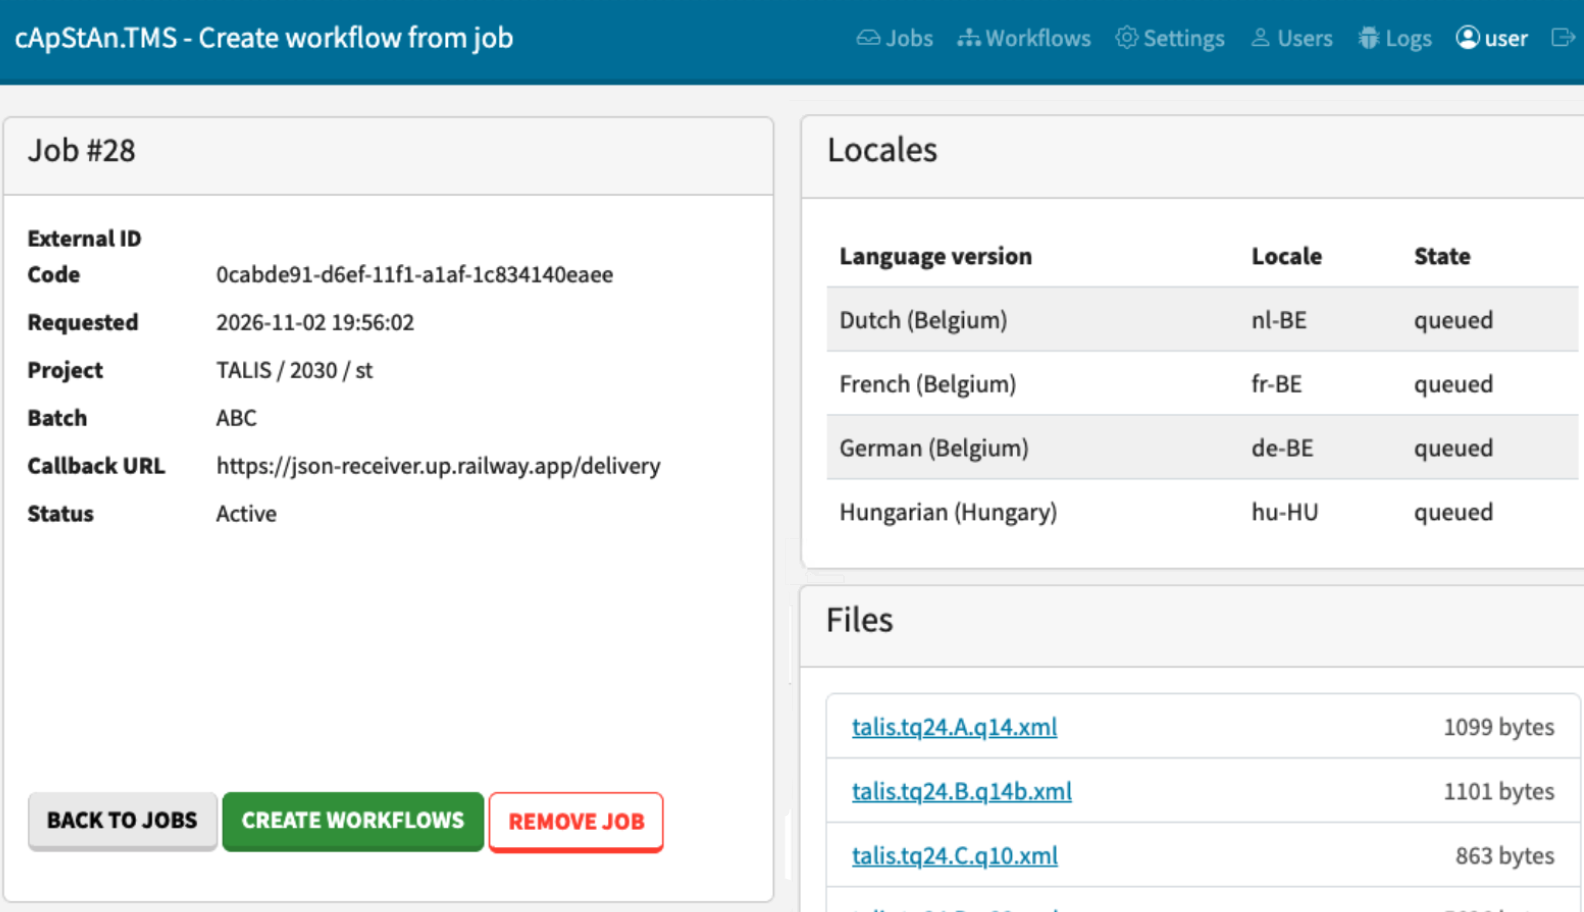 cApStAn.TMS - Create workflow from job
Jobs Workflows Settings Users Logs user
Job #28
External ID
Code 0cabde91-d6ef-11f1-a1af-1c834140eaee
Requested 2026-11-02 19:56:02
Project TALIS / 2030 / st
Batch ABC
Callback URL https://json-receiver.up.railway.app/delivery
Status Active
BACK TO JOBS CREATE WORKFLOWS REMOVE JOB
Locales
Language version Locale State
Dutch (Belgium) nl-BE queued
French (Belgium) fr-BE queued
German (Belgium) de-BE queued
Hungarian (Hungary) hu-HU queued
Files
talis.tq24.A.q14.xml 1099 bytes
talis.tq24.B.q14b.xml 1101 bytes
talis.tq24.C.q10.xml 863 bytes